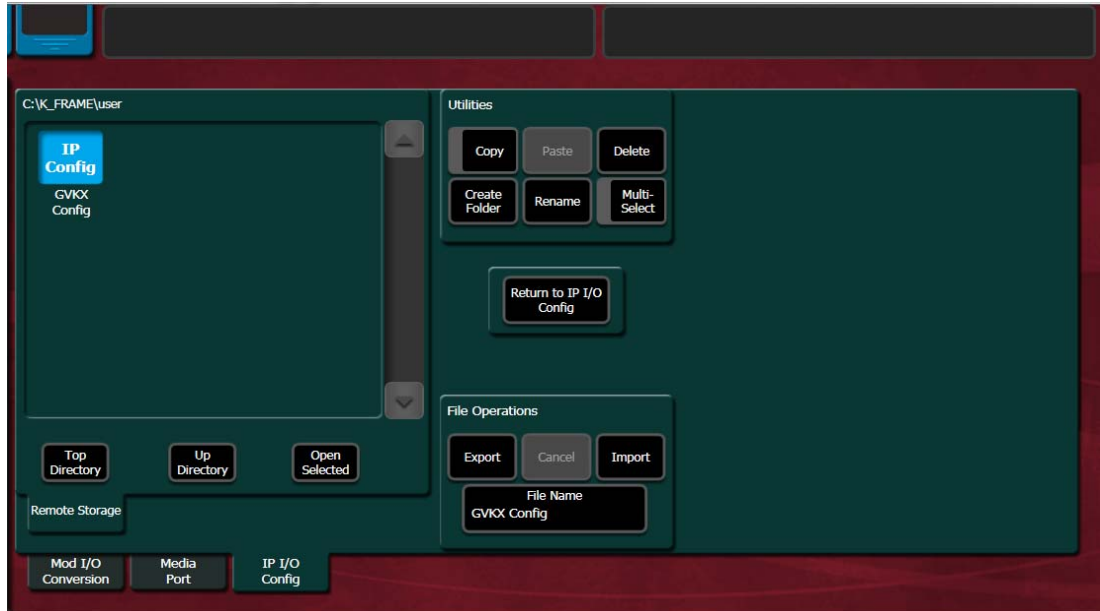 C:\K_FRAME\user
IP
Config
GVKX
Config
Top
Directory
Up
Directory
Open
Selected
Remote Storage
Utilities
Copy
Paste
Delete
Create
Folder
Rename
Multi-
Select
Return to IP I/O
Config
File Operations
Export
Cancel
Import
File Name
GVKX Config
Mod I/O
Conversion
Media
Port
IP I/O
Config